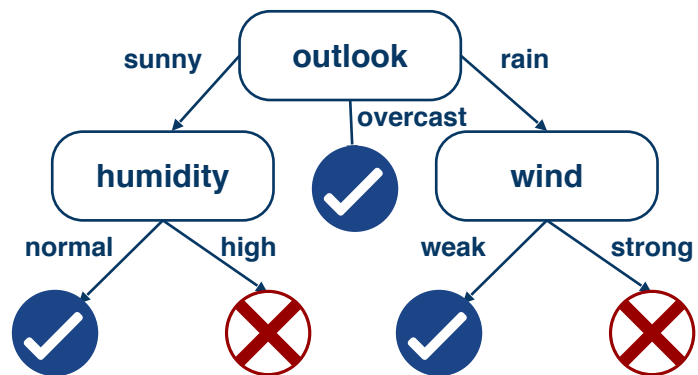 outlook
sunny
rain
overcast
humidity
wind
normal
high
weak
strong